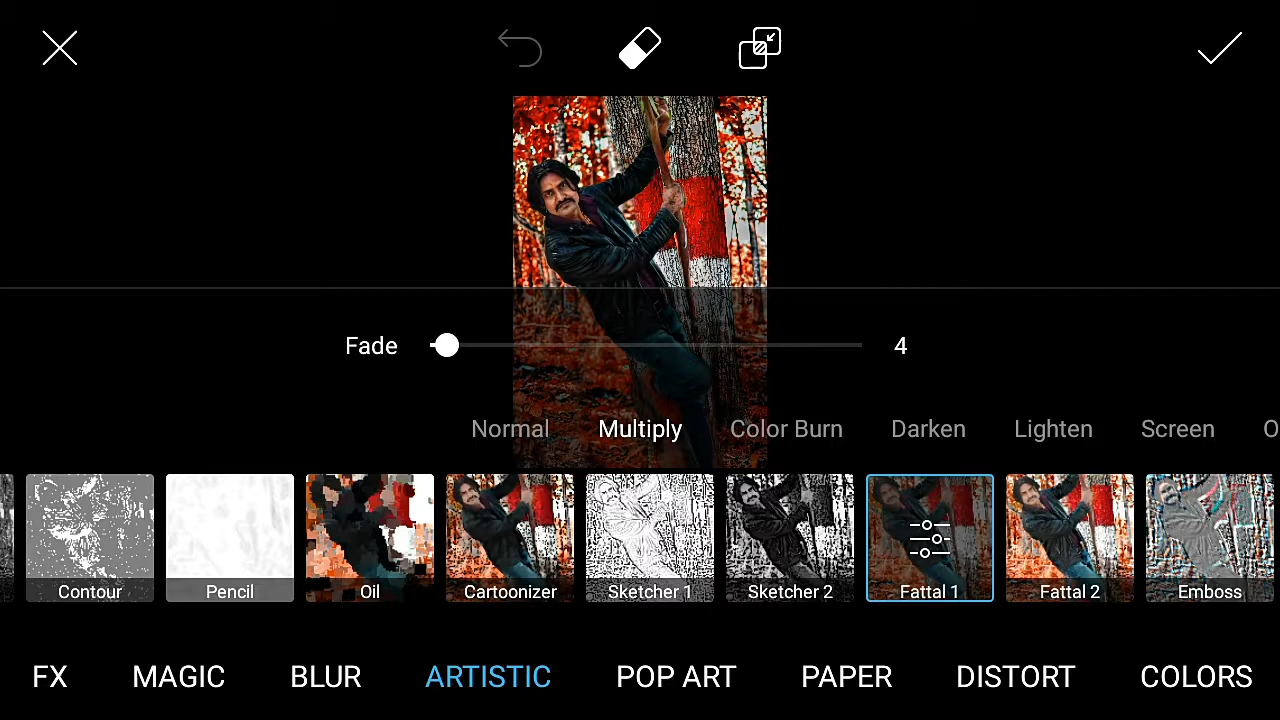 Fade 4
Normal Multiply Color Burn Darken Lighten Screen O
Contour Pencil Oil Cartoonizer Sketcher 1 Sketcher 2 Fattal 1 Fattal 2 Emboss
FX MAGIC BLUR ARTISTIC POP ART PAPER DISTORT COLORS